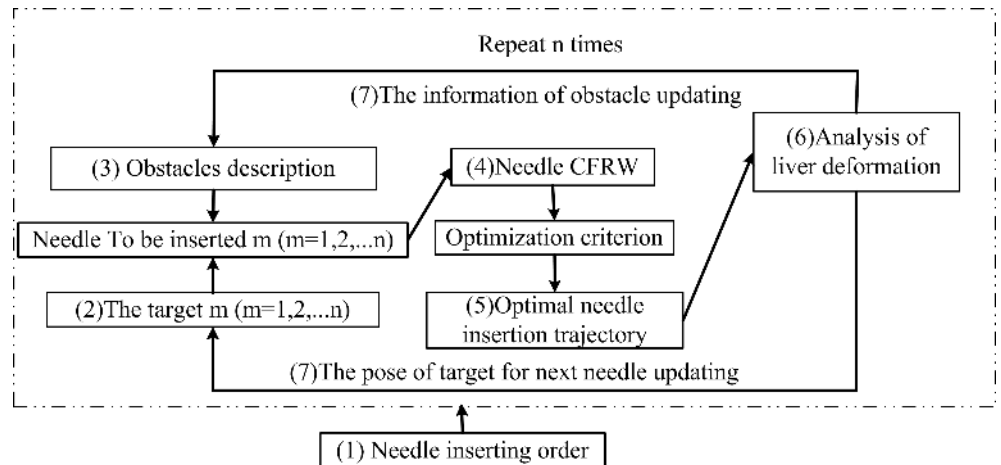 Repeat n times
(7)The information of obstacle updating
(6)Analysis of
liver deformation
(3) Obstacles description
(4)Needle CFRW
Needle To be inserted m (m=1,2,...n)
Optimization criterion
(2)The target m (m=1,2,...n)
(5)Optimal needle
insertion trajectory
(7)The pose of target for next needle updating
(1) Needle inserting order